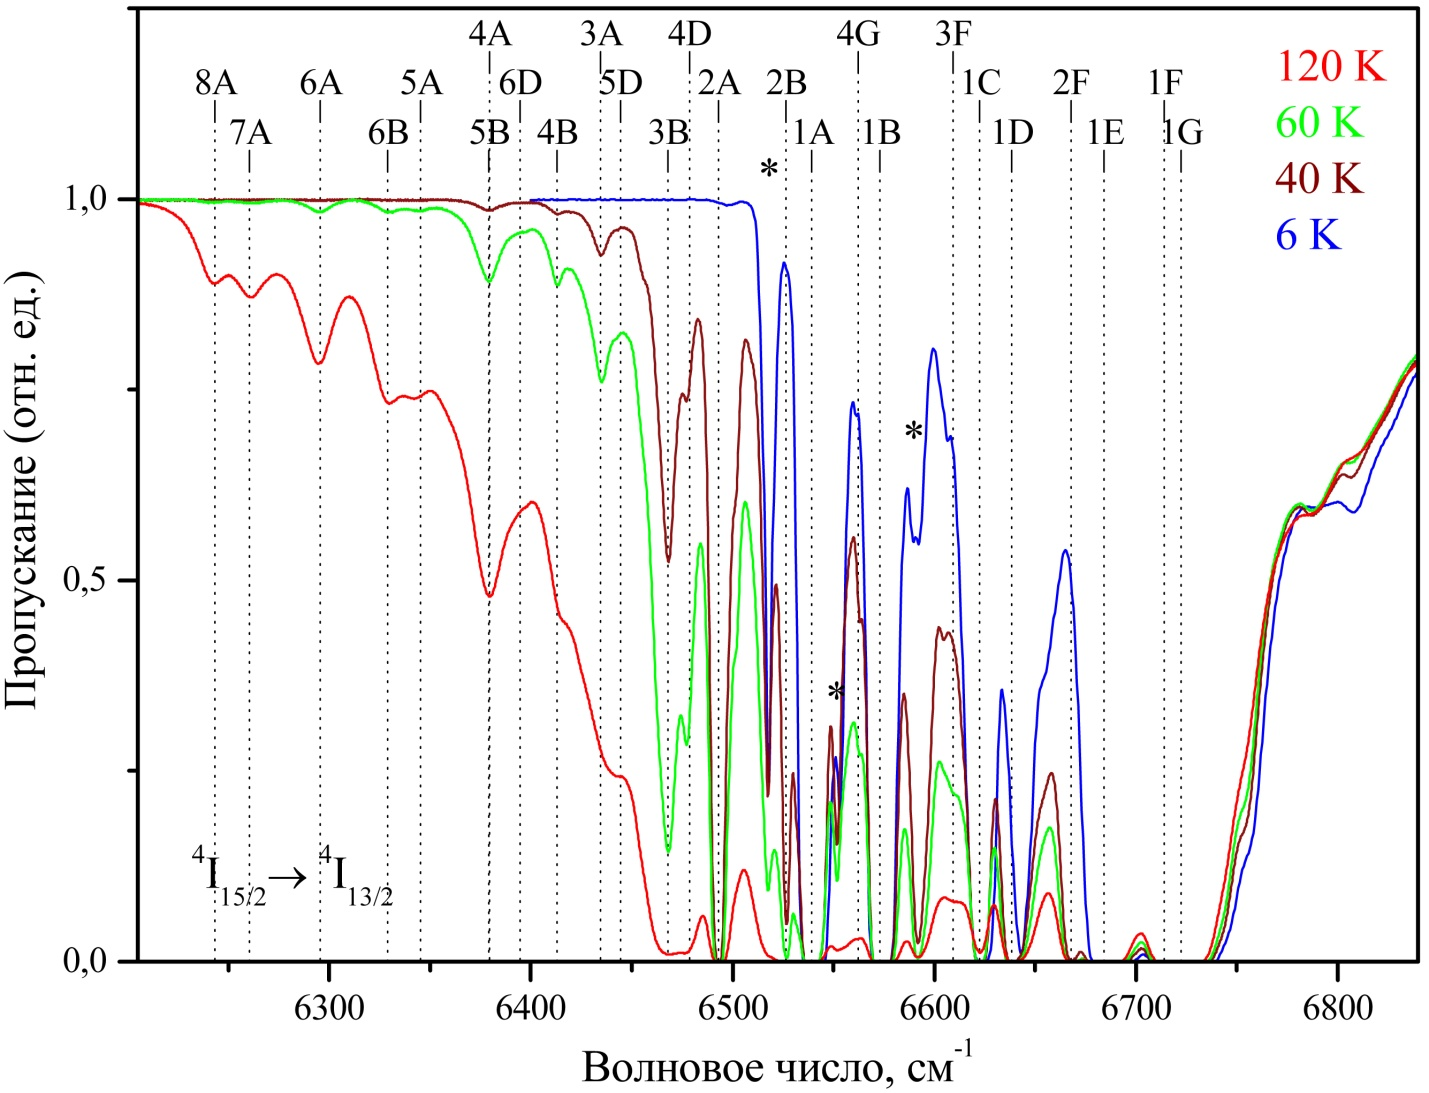 4A 3A 4D 4G 3F
8A 6A 5A 6D 5D 2A 2B 1C 2F 1F
7A 6B 5B 4B 3B 1A 1B 1D 1E 1G
120 K
60 K
40 K
6 K
*
*
*
1,0
0,5
0,0
⁴I₁₅/₂ → ⁴I₁₃/₂
6300 6400 6500 6600 6700 6800
Волновое число, см⁻¹
Пропускание (отн. ед.)